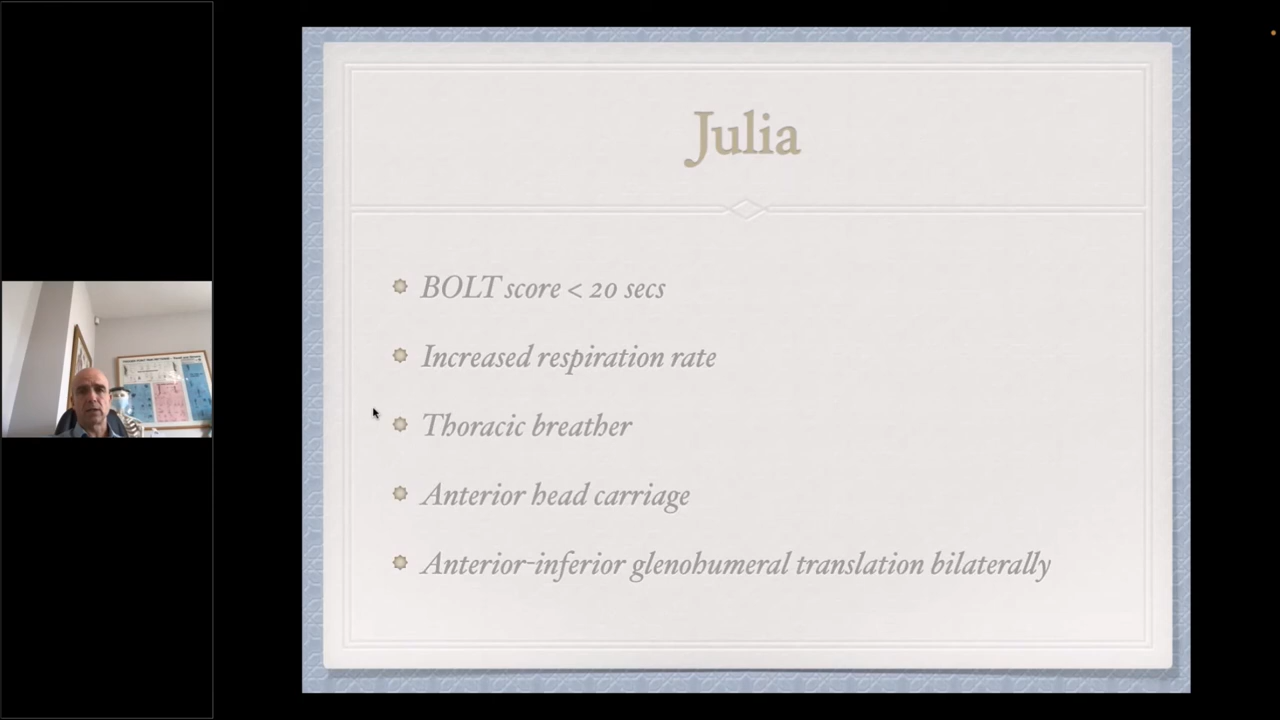 Julia
BOLT score < 20 secs
Increased respiration rate
Thoracic breather
Anterior head carriage
Anterior-inferior glenohumeral translation bilaterally